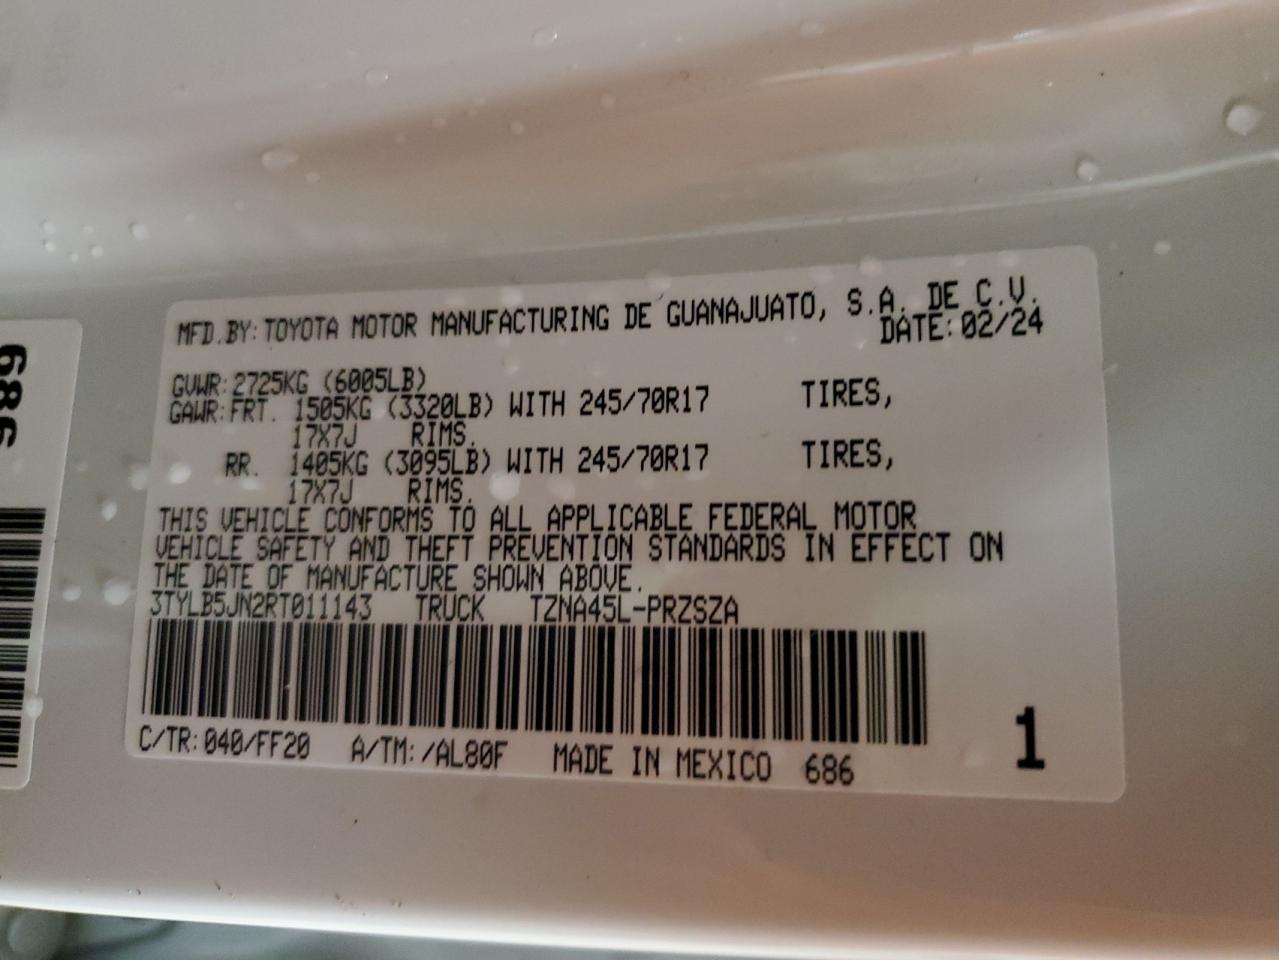 MFD.BY: TOYOTA MOTOR MANUFACTURING DE GUANAJUATO, S.A. DE C.V.
DATE: 02/24
GVWR: 2725KG (6005LB)
GAWR: FRT. 1505KG (3320LB) WITH 245/70R17 TIRES,
17X7J RIMS.
RR. 1405KG (3095LB) WITH 245/70R17 TIRES,
17X7J RIMS.
THIS VEHICLE CONFORMS TO ALL APPLICABLE FEDERAL MOTOR
VEHICLE SAFETY AND THEFT PREVENTION STANDARDS IN EFFECT ON
THE DATE OF MANUFACTURE SHOWN ABOVE.
3TYLB5JN2RT011143 TRUCK TZNA45L-PRZSZA
C/TR: 040/FF20 A/TM: /AL80F MADE IN MEXICO 686
1
686